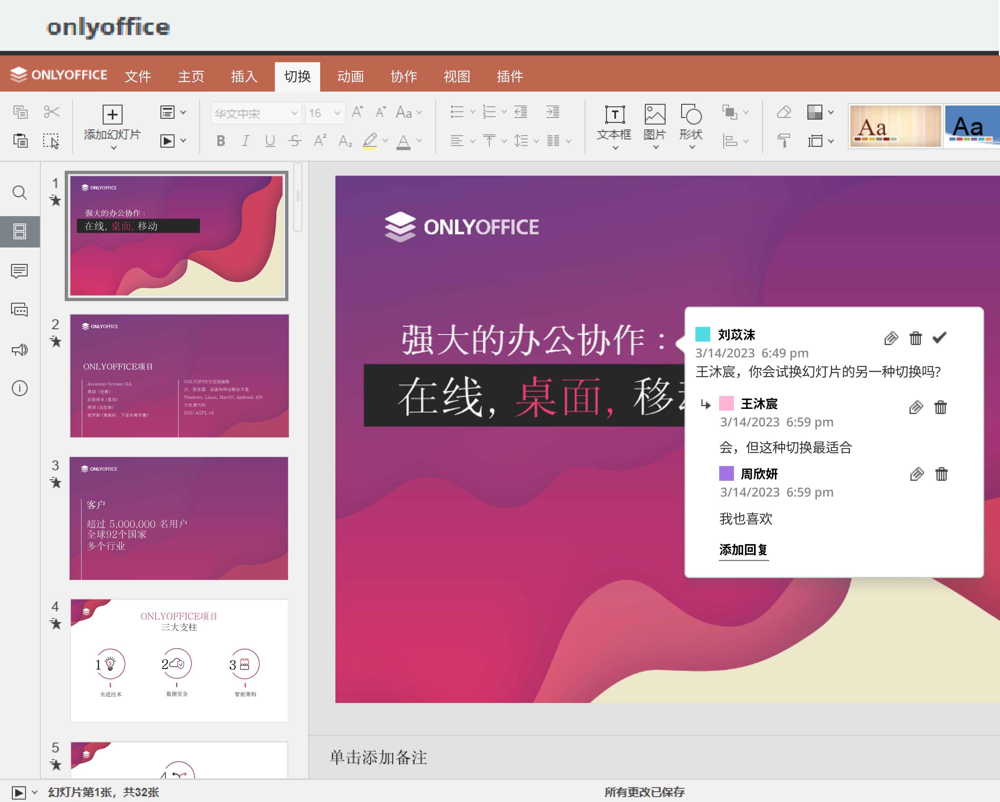 onlyoffice
ONLYOFFICE 文件 主页 插入 切换 动画 协作 视图 插件
添加幻灯片
华文中宋 16 Aa
B I U S A² A₂ A
文本框 图片 形状
Aa Aa
1
ONLYOFFICE
强大的办公协作：
在线, 桌面, 移动
2
ONLYOFFICE
ONLYOFFICE项目
Ascensio System SIA
英国（伦敦）
拉脱维亚 (里加)
美国 (达拉斯)
俄罗斯 (莫斯科, 下诺夫哥罗德)
ONLYOFFICE在线编辑
云、服务器、桌面和移动解决方案
Windows, Linux, MacOS, Android, iOS
开放源代码
GNU AGPL v3
3
ONLYOFFICE
客户
超过 5,000,000 名用户
全球92个国家
多个行业
4
ONLYOFFICE项目
三大支柱
1 2 3
先进技术 数据安全 智能架构
5
4
ONLYOFFICE
强大的办公协作：
在线, 桌面, 移
刘苡沫
3/14/2023 6:49 pm
王沐宸，你会试换幻灯片的另一种切换吗?
王沐宸
3/14/2023 6:59 pm
会，但这种切换最适合
周欣妍
3/14/2023 6:59 pm
我也喜欢
添加回复
单击添加备注
幻灯片第1张，共32张
所有更改已保存